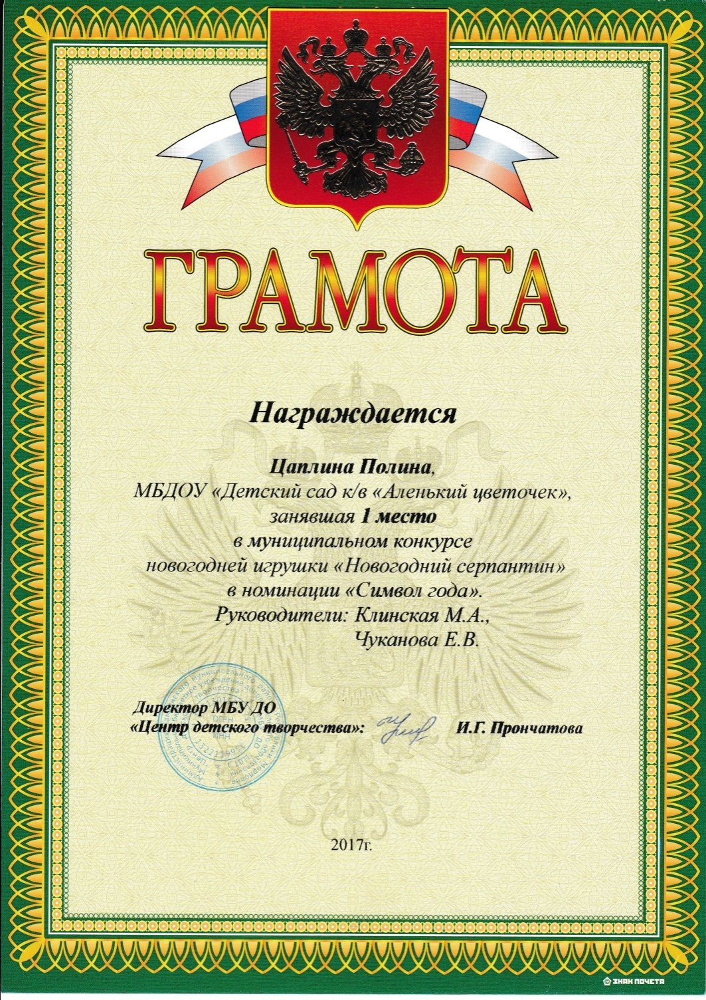 ГРАМОТА
Награждается
Цаплина Полина,
МБДОУ «Детский сад к/в «Аленький цветочек»,
занявшая 1 место
в муниципальном конкурсе
новогодней игрушки «Новогодний серпантин»
в номинации «Символ года».
Руководители: Клинская М.А.,
Чуканова Е.В.
Директор МБУ ДО
«Центр детского творчества»: И.Г. Прончатова
2017г.
ЗНАК ПОЧЕТА